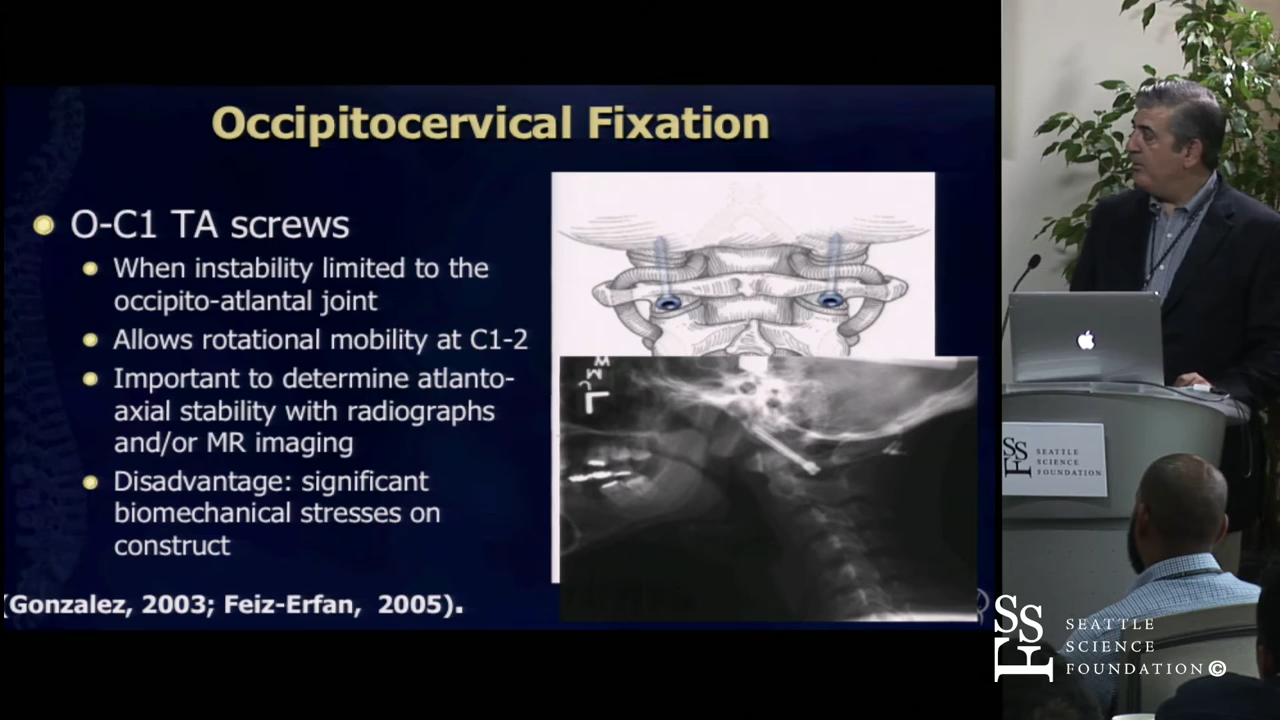 Occipitocervical Fixation
O-C1 TA screws
When instability limited to the
occipito-atlantal joint
Allows rotational mobility at C1-2
Important to determine atlanto-
axial stability with radiographs
and/or MR imaging
Disadvantage: significant
biomechanical stresses on
construct
(Gonzalez, 2003; Feiz-Erfan, 2005).
L
SSF
SEATTLE
SCIENCE
FOUNDATION
SSF
SEATTLE
SCIENCE
FOUNDATION©